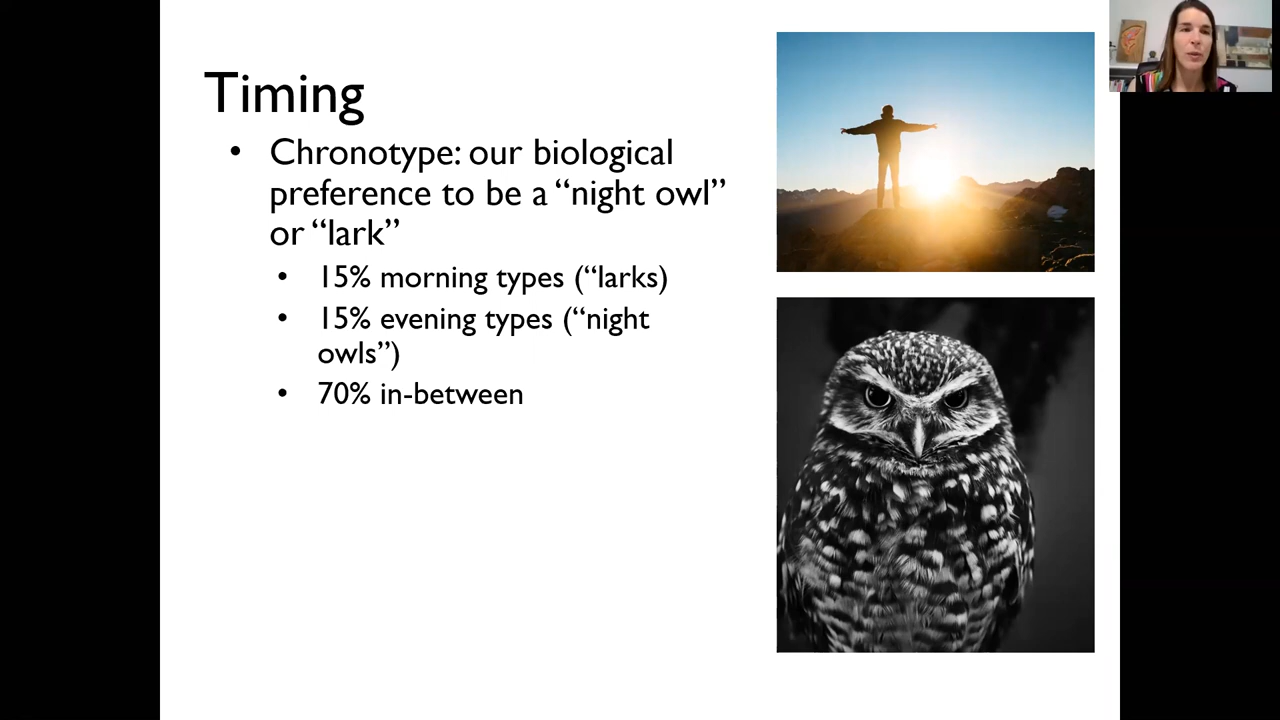 Timing
• Chronotype: our biological
preference to be a “night owl”
or “lark”
• 15% morning types (“larks)
• 15% evening types (“night
owls”)
• 70% in-between